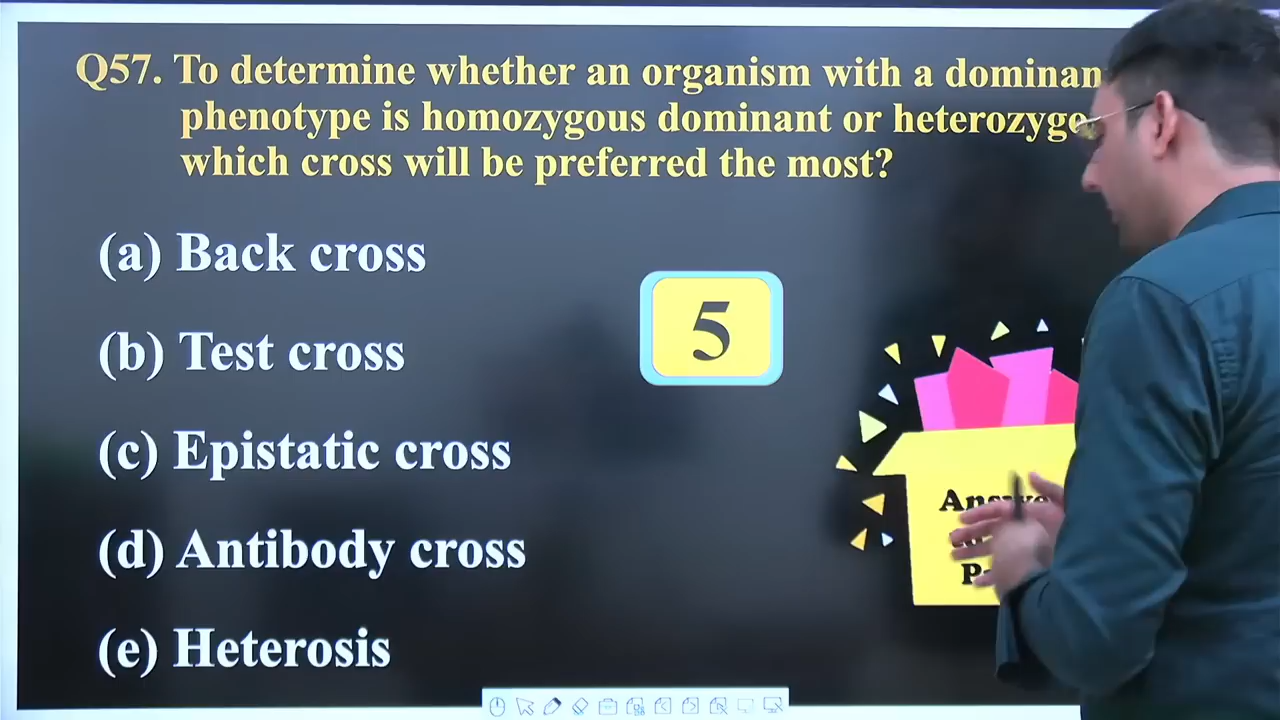 Q57. To determine whether an organism with a dominan
phenotype is homozygous dominant or heterozygo
which cross will be preferred the most?
(a) Back cross
(b) Test cross
(c) Epistatic cross
(d) Antibody cross
(e) Heterosis
5